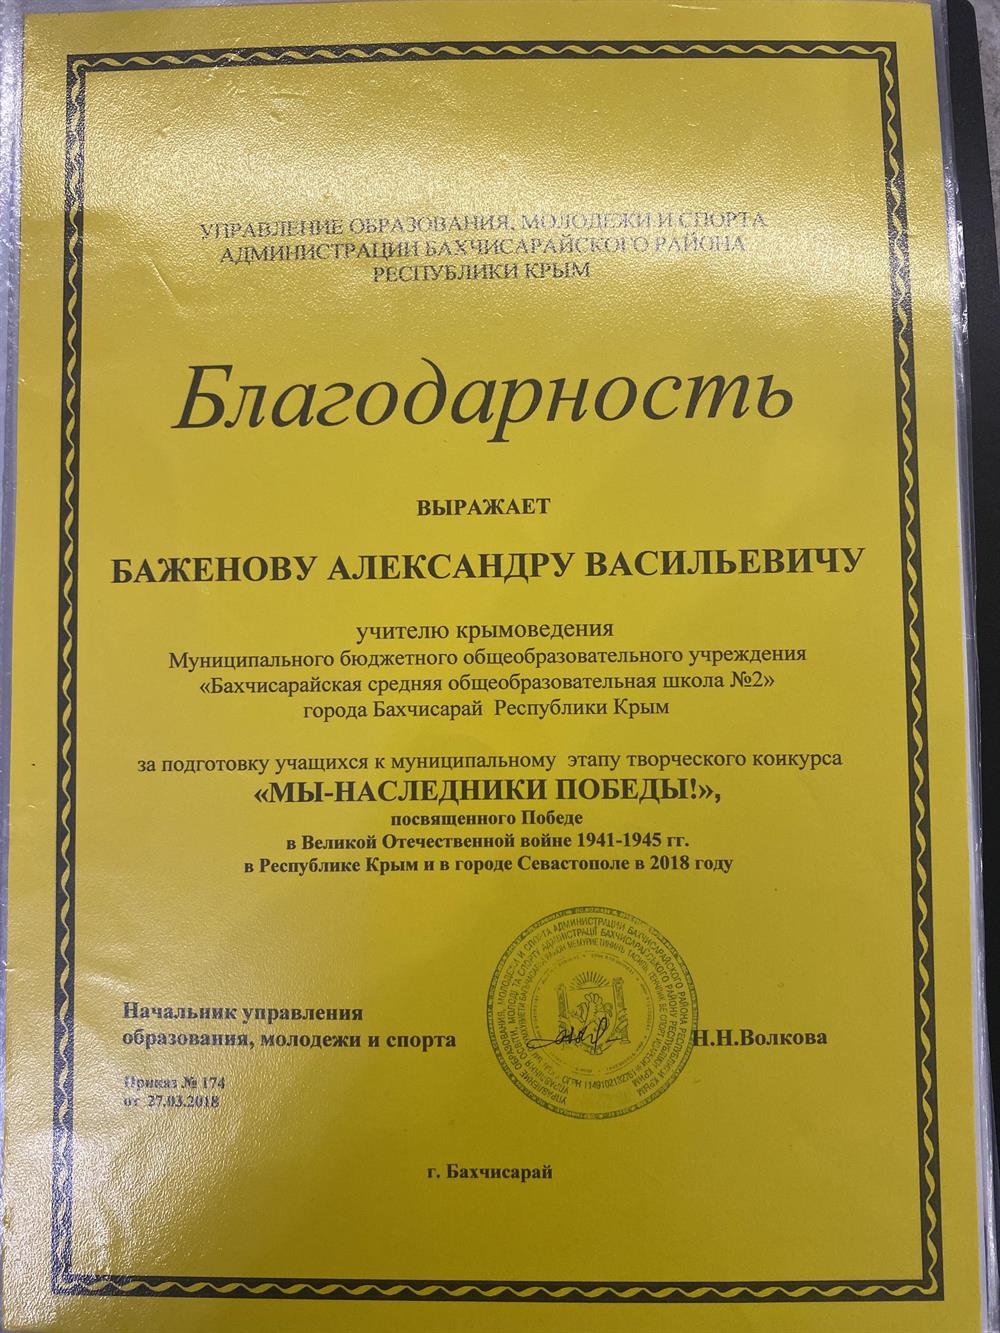 УПРАВЛЕНИЕ ОБРАЗОВАНИЯ, МОЛОДЕЖИ И СПОРТА
АДМИНИСТРАЦИИ БАХЧИСАРАЙСКОГО РАЙОНА
РЕСПУБЛИКИ КРЫМ
Благодарность
ВЫРАЖАЕТ
БАЖЕНОВУ АЛЕКСАНДРУ ВАСИЛЬЕВИЧУ
учителю крымоведения
Муниципального бюджетного общеобразовательного учреждения
«Бахчисарайская средняя общеобразовательная школа №2»
города Бахчисарай Республики Крым
за подготовку учащихся к муниципальному этапу творческого конкурса
«МЫ-НАСЛЕДНИКИ ПОБЕДЫ!»,
посвященного Победе
в Великой Отечественной войне 1941-1945 гг.
в Республике Крым и в городе Севастополе в 2018 году
Начальник управления
образования, молодежи и спорта
Н.Н.Волкова
Приказ № 174
от 27.03.2018
г. Бахчисарай